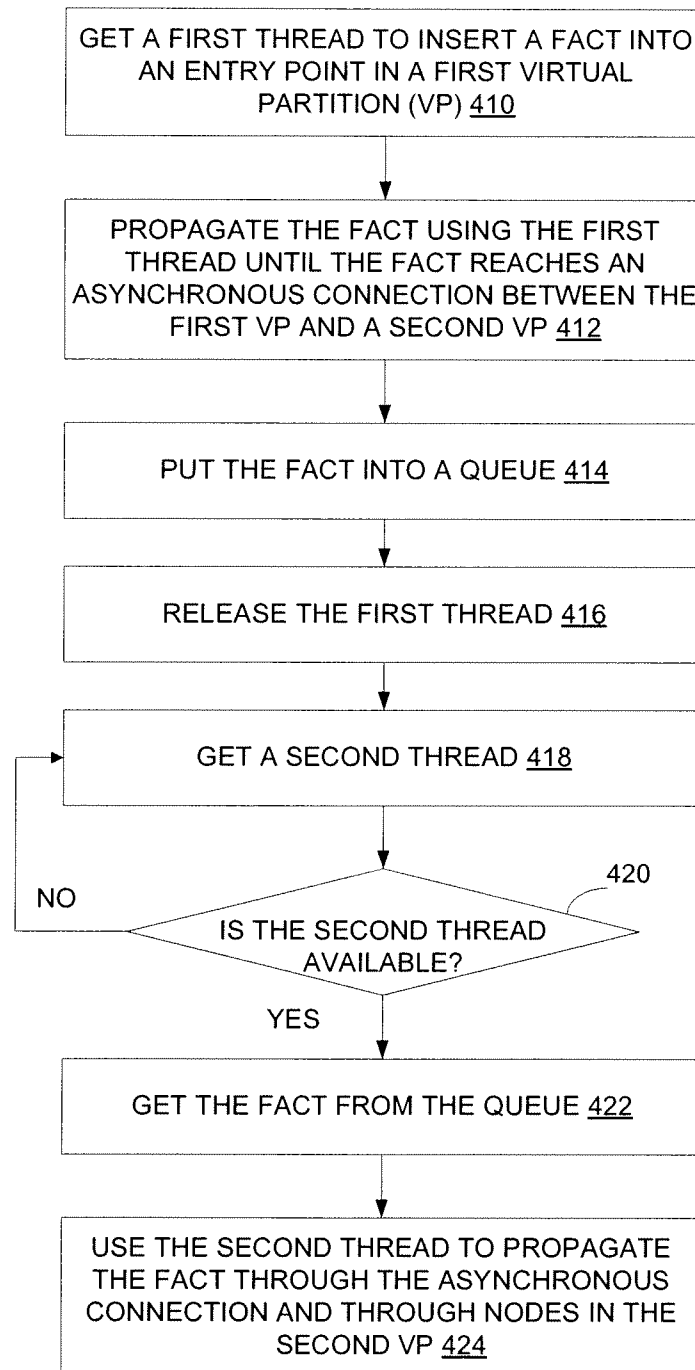 GET A FIRST THREAD TO INSERT A FACT INTO
AN ENTRY POINT IN A FIRST VIRTUAL
PARTITION (VP) 410
PROPAGATE THE FACT USING THE FIRST
THREAD UNTIL THE FACT REACHES AN
ASYNCHRONOUS CONNECTION BETWEEN THE
FIRST VP AND A SECOND VP 412
PUT THE FACT INTO A QUEUE 414
RELEASE THE FIRST THREAD 416
GET A SECOND THREAD 418
420
NO
IS THE SECOND THREAD
AVAILABLE?
YES
GET THE FACT FROM THE QUEUE 422
USE THE SECOND THREAD TO PROPAGATE
THE FACT THROUGH THE ASYNCHRONOUS
CONNECTION AND THROUGH NODES IN THE
SECOND VP 424